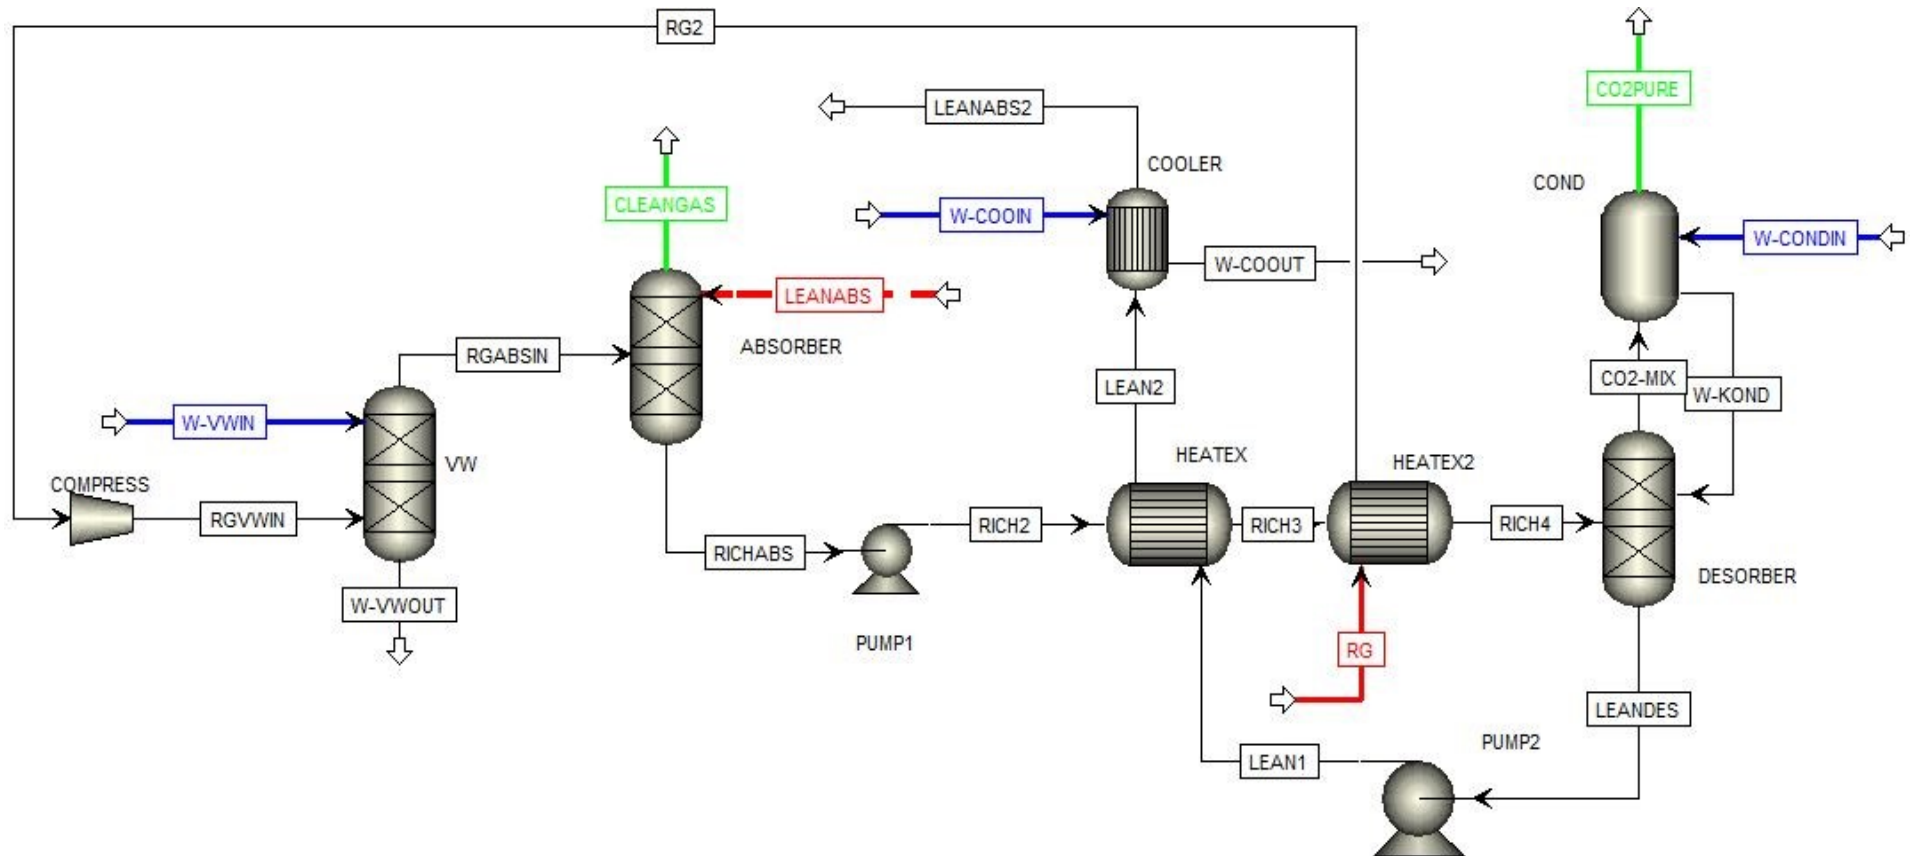 RG2
CO2PURE
LEANABS2
COOLER
COND
CLEANGAS
W-COOIN
W-CONDIN
W-COOUT
LEANABS
ABSORBER
RGABSIN
CO2-MIX
LEAN2
W-KOND
W-VWIN
VW
HEATEX
HEATEX2
COMPRESS
RGVWIN
RICH2
RICH3
RICH4
RICHABS
DESORBER
W-VWOUT
PUMP1
RG
LEANDES
PUMP2
LEAN1